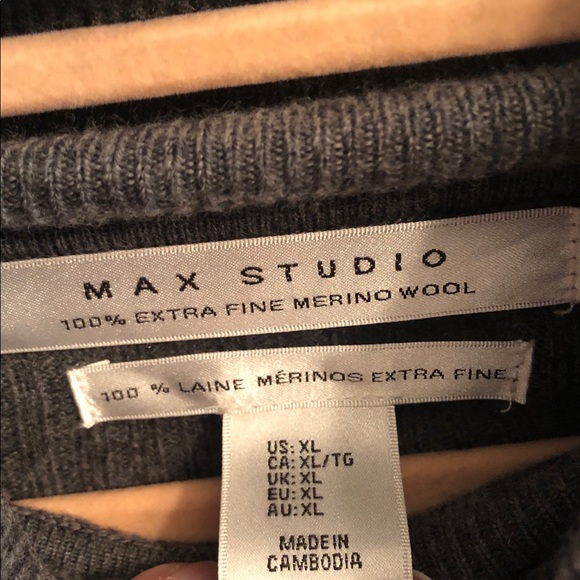 MAX STUDIO
100% EXTRA FINE MERINO WOOL
100 % LAINE MÉRINOS EXTRA FINE
US: XL
CA: XL/TG
UK: XL
EU: XL
AU: XL
MADE IN
CAMBODIA